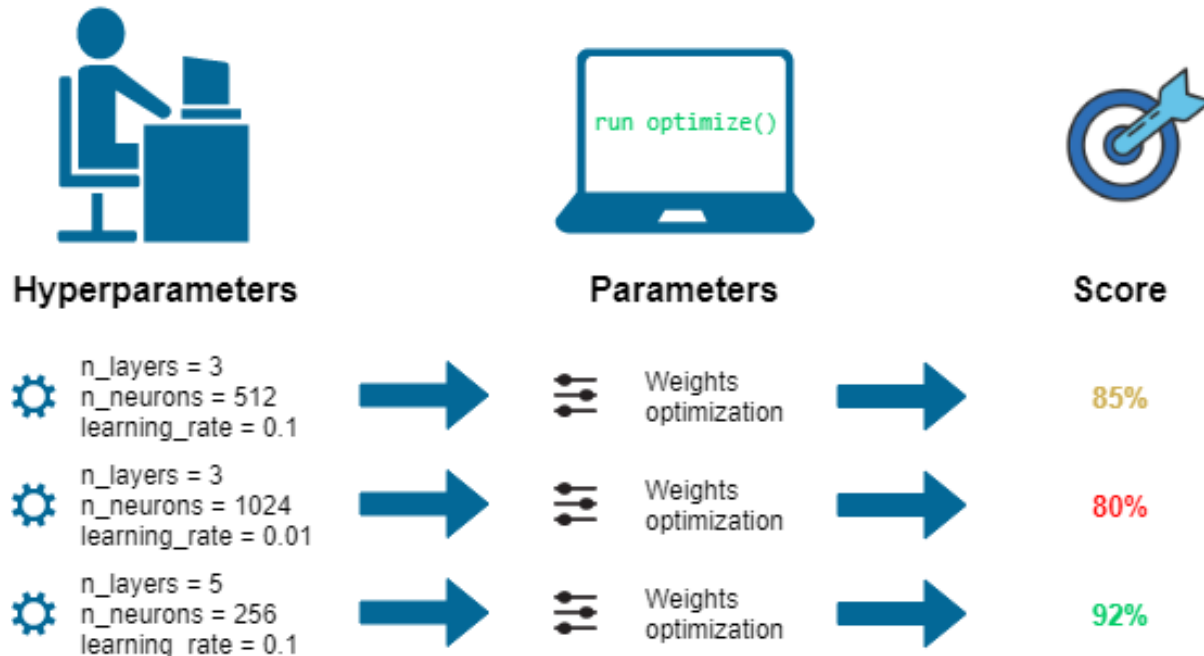 run optimize()
Hyperparameters
Parameters
Score
n_layers = 3
n_neurons = 512
learning_rate = 0.1
Weights
optimization
85%
n_layers = 3
n_neurons = 1024
learning_rate = 0.01
Weights
optimization
80%
n_layers = 5
n_neurons = 256
learning_rate = 0.1
Weights
optimization
92%